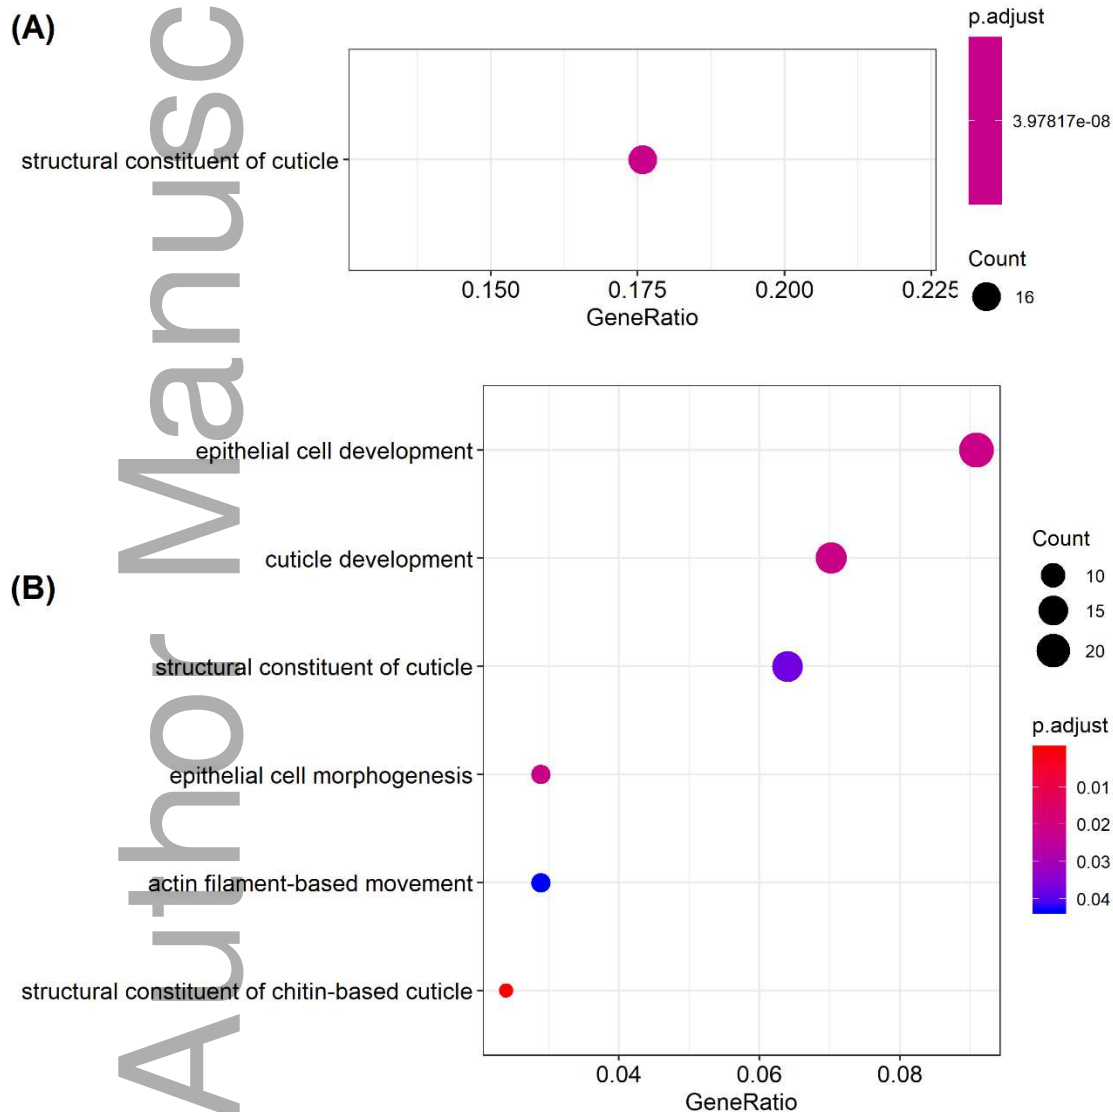 (A)
p.adjust
3.97817e-08
structural constituent of cuticle
Count
16
0.150 0.175 0.200 0.225
GeneRatio
epithelial cell development
cuticle development
(B)
structural constituent of cuticle
epithelial cell morphogenesis
actin filament-based movement
structural constituent of chitin-based cuticle
Count
10
15
20
p.adjust
0.01
0.02
0.03
0.04
0.04 0.06 0.08
GeneRatio
Author Manusc